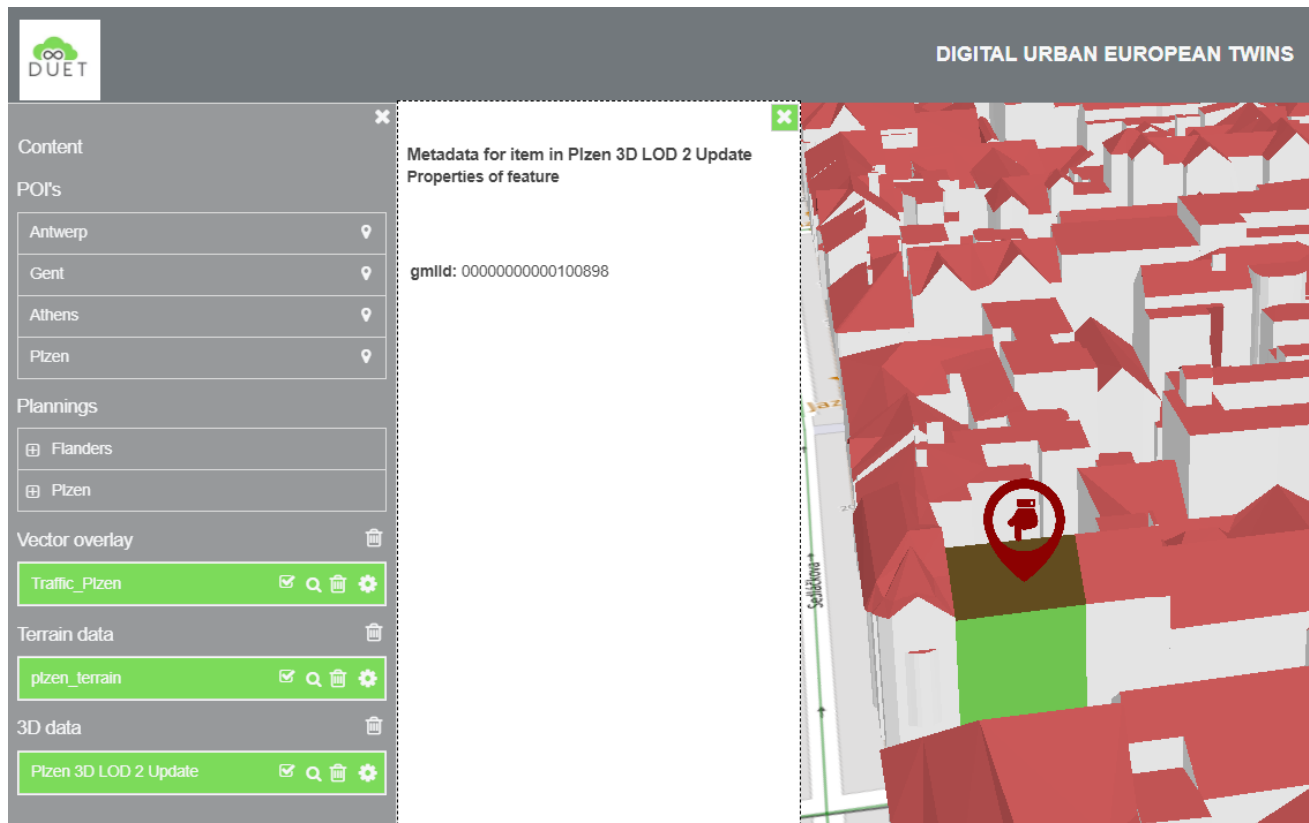 DUET
DIGITAL URBAN EUROPEAN TWINS
Content
POI's
Antwerp
Gent
Athens
Plzen
Plannings
Flanders
Plzen
Vector overlay
Traffic_Plzen
Terrain data
plzen_terrain
3D data
Plzen 3D LOD 2 Update
Metadata for item in Plzen 3D LOD 2 Update
Properties of feature
gmlId: 00000000000100898
Sedláčkova